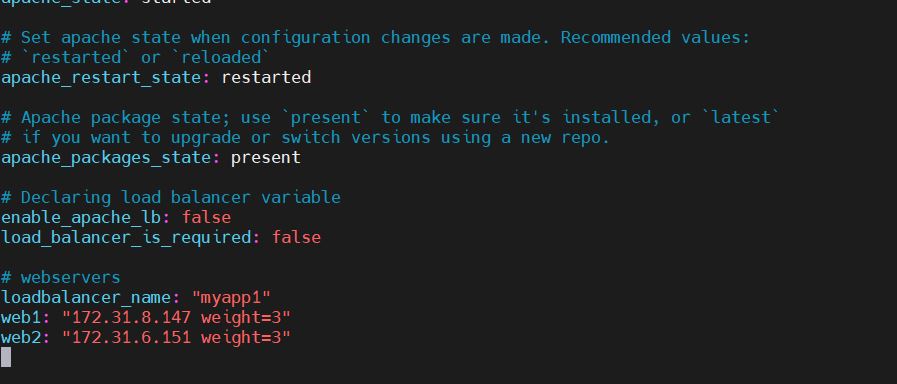 apache_state: started
# Set apache state when configuration changes are made. Recommended values:
# `restarted` or `reloaded`
apache_restart_state: restarted
# Apache package state; use `present` to make sure it's installed, or `latest`
# if you want to upgrade or switch versions using a new repo.
apache_packages_state: present
# Declaring load balancer variable
enable_apache_lb: false
load_balancer_is_required: false
# webservers
loadbalancer_name: "myapp1"
web1: "172.31.8.147 weight=3"
web2: "172.31.6.151 weight=3"